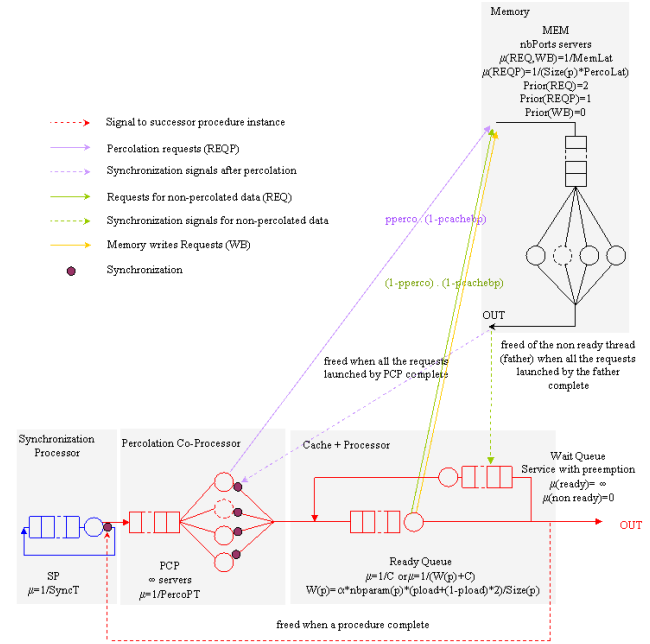 Memory
MEM
nbPorts servers
μ(REQ,WB)=1/MemLat
μ(REQP)=1/(Size(p)*PercoLat)
Prior(REQ)=2
Prior(REQP)=1
Prior(WB)=0
Signal to successor procedure instance
Percolation requests (REQP)
Synchronization signals after percolation
Requests for non-percolated data (REQ)
Synchronization signals for non-percolated data
Memory writes Requests (WB)
Synchronization
pperco . (1-pcachebp)
(1-pperco) . (1-pcachebp)
OUT
freed when all the requests
launched by PCP complete
freed of the non ready thread
(father) when all the requests
launched by the father
complete
Synchronization
Processor
Percolation Co-Processor
Cache + Processor
Wait Queue
Service with preemption
μ(ready)= ∞
μ(non ready)=0
OUT
SP
μ=1/SyncT
PCP
∞ servers
μ=1/PercoPT
Ready Queue
μ=1/C or μ=1/(W(p)+C)
W(p)= α*nbparam(p)*(pload+(1-pload)*2)/Size(p)
freed when a procedure complete